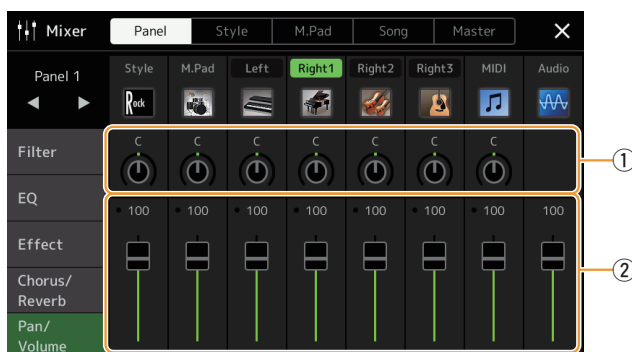 Mixer Panel Style M.Pad Song Master
Panel 1 Style M.Pad Left Right1 Right2 Right3 MIDI Audio
Rock
Filter C C C C C C C
①
EQ 100 100 100 100 100 100 100 100
Effect
②
Chorus/
Reverb
Pan/
Volume